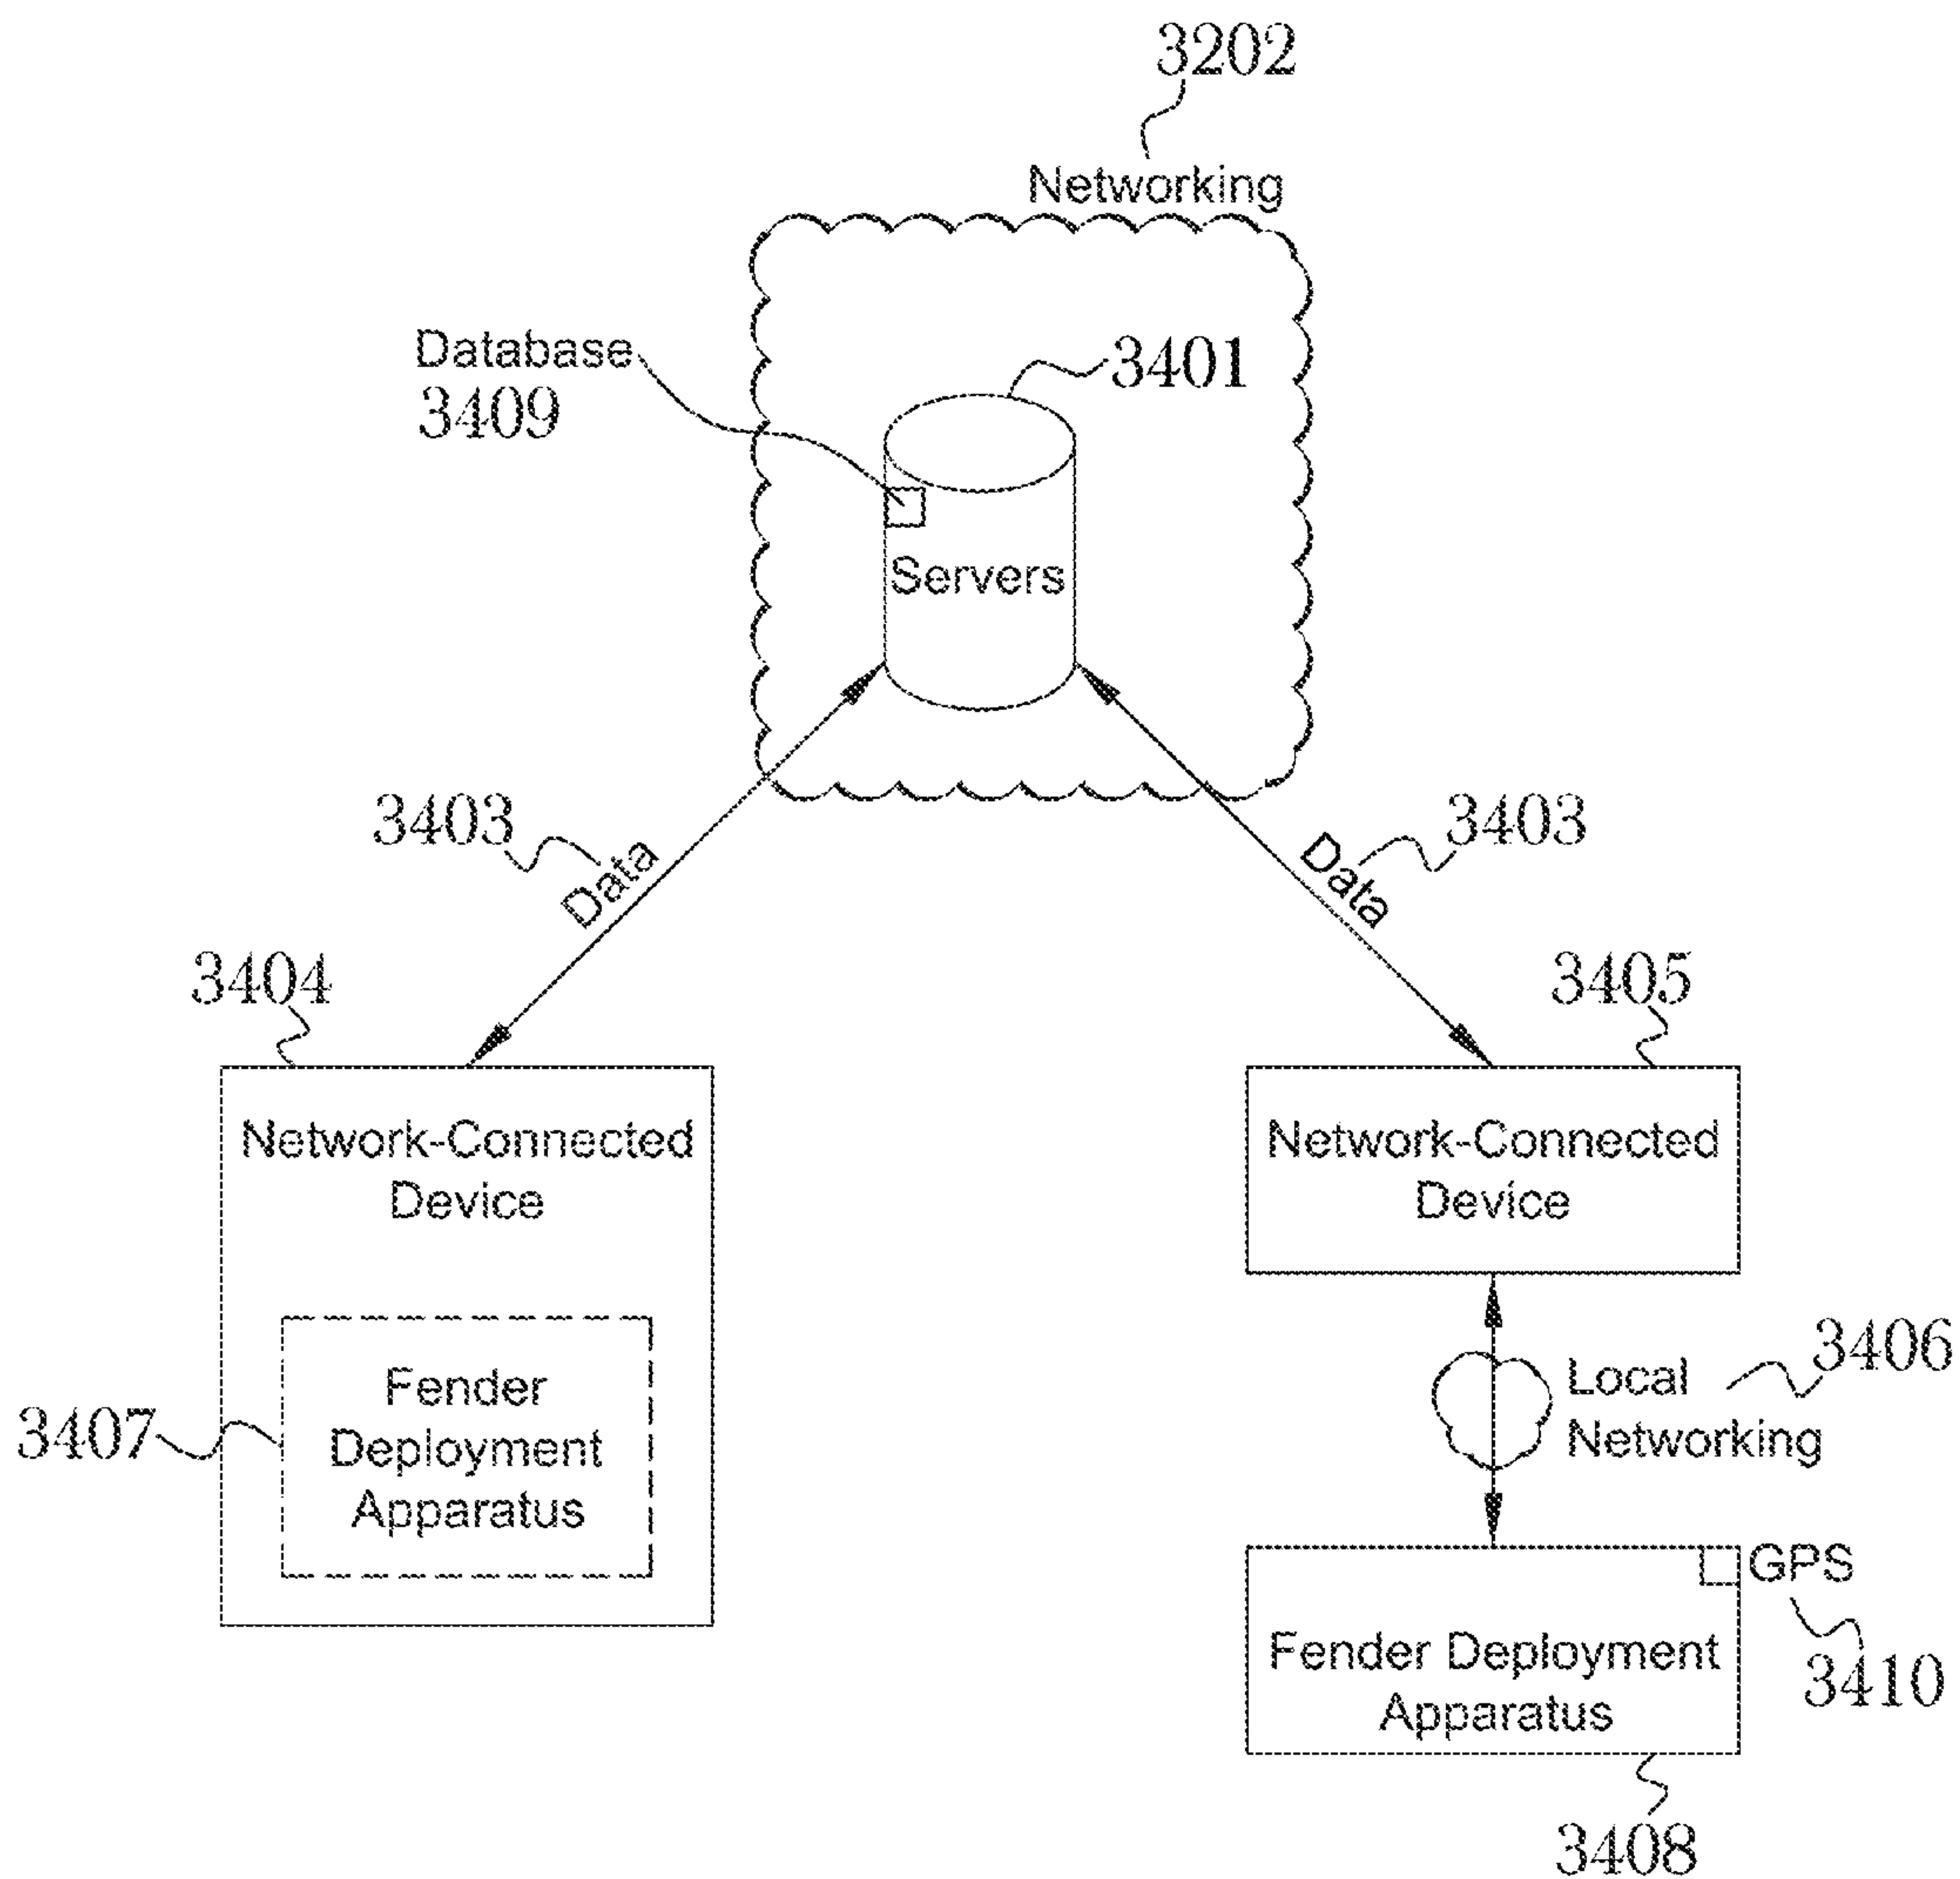 3202
Networking
Database
3409
3401
Servers
3403
Data
3403
Data
3404
3405
Network-Connected
Device
Network-Connected
Device
3407
Fender
Deployment
Apparatus
Local
Networking
3406
GPS
3410
Fender Deployment
Apparatus
3408